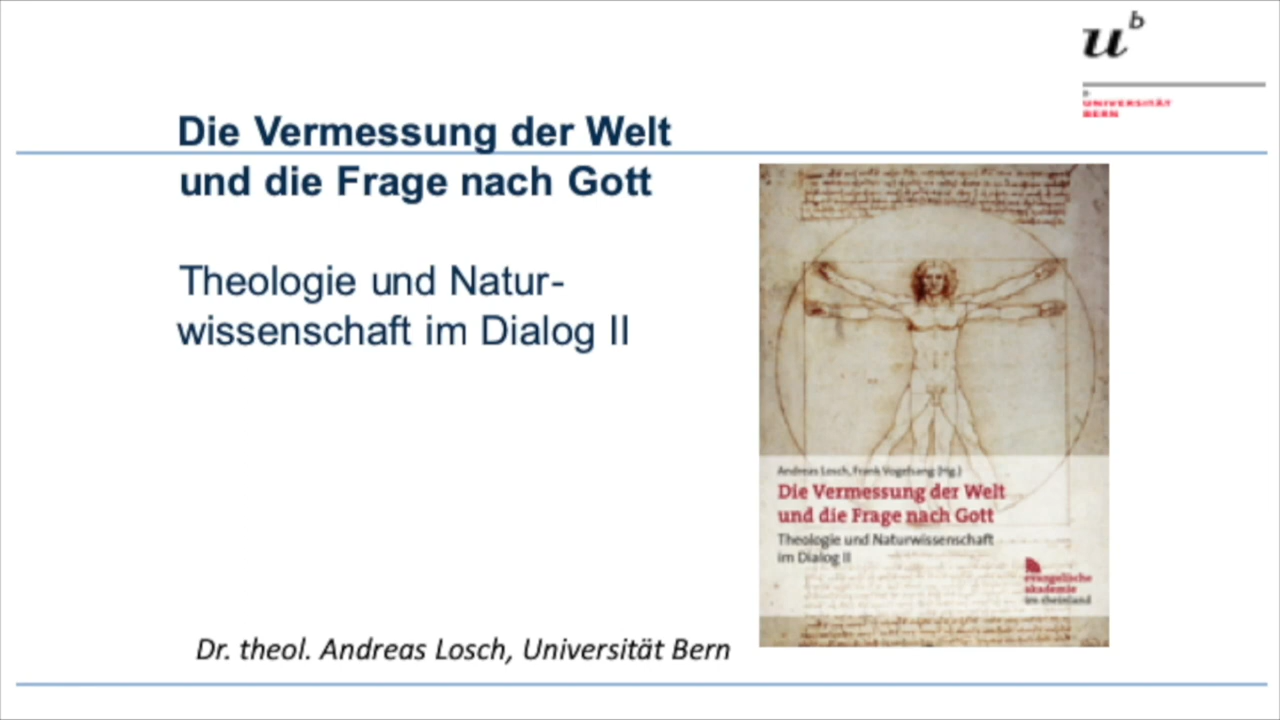 u
b
b
UNIVERSITÄT
BERN
Die Vermessung der Welt
und die Frage nach Gott
Theologie und Natur-
wissenschaft im Dialog II
Andreas Losch, Frank Vogelsang (Hg.)
Die Vermessung der Welt
und die Frage nach Gott
Theologie und Naturwissenschaft
im Dialog II
evangelische
akademie
im rheinland
Dr. theol. Andreas Losch, Universität Bern